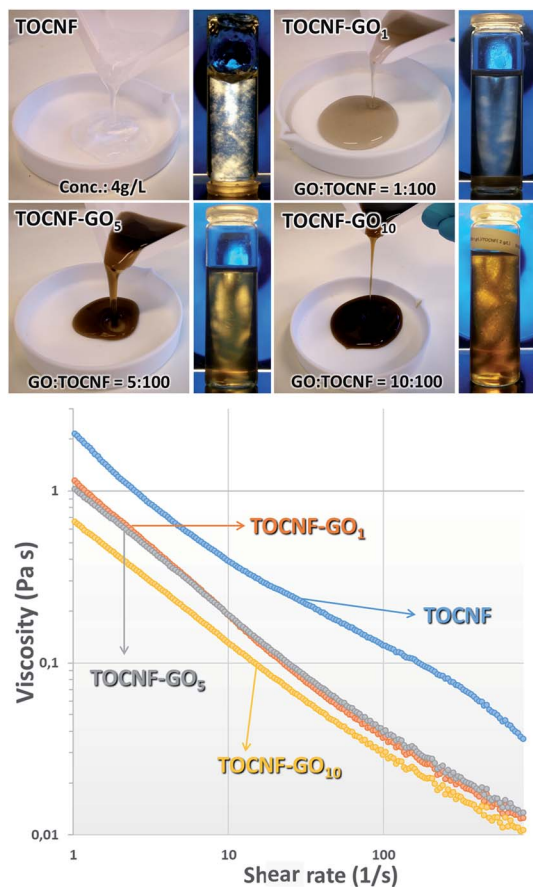 TOCNF
Conc.: 4g/L
TOCNF-GO₁
GO:TOCNF = 1:100
TOCNF-GO₅
GO:TOCNF = 5:100
TOCNF-GO₁₀
GO:TOCNF = 10:100
Viscosity (Pa s)
1
0,1
0,01
TOCNF-GO₁
TOCNF
TOCNF-GO₅
TOCNF-GO₁₀
1
10
100
Shear rate (1/s)